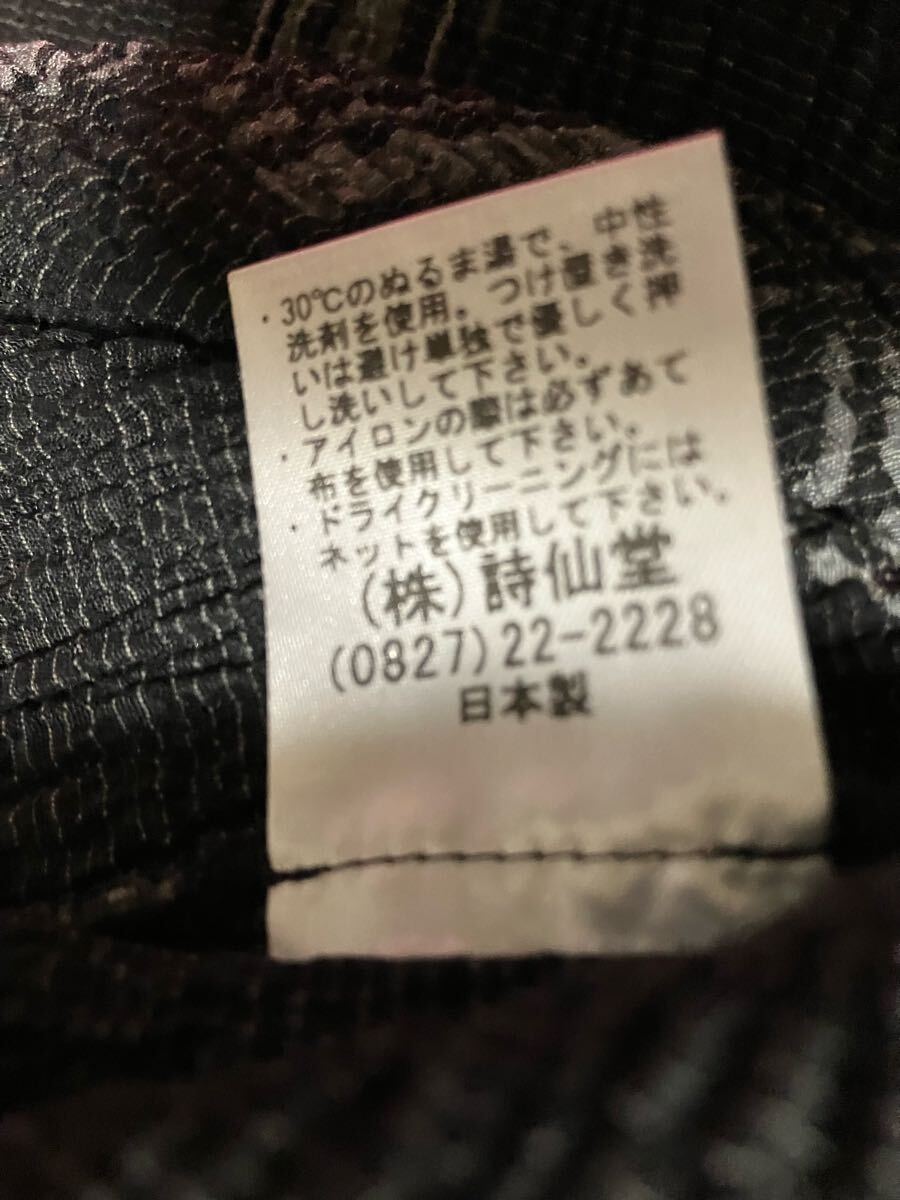 ・30℃のぬるま湯で、中性
洗剤を使用。つけ置き洗
いは避け単独で優しく押
し洗いして下さい。
・アイロンの際は必ずあて
布を使用して下さい。
・ドライクリーニングには
ネットを使用して下さい。
(株)詩仙堂
(0827)22-2228
日本製